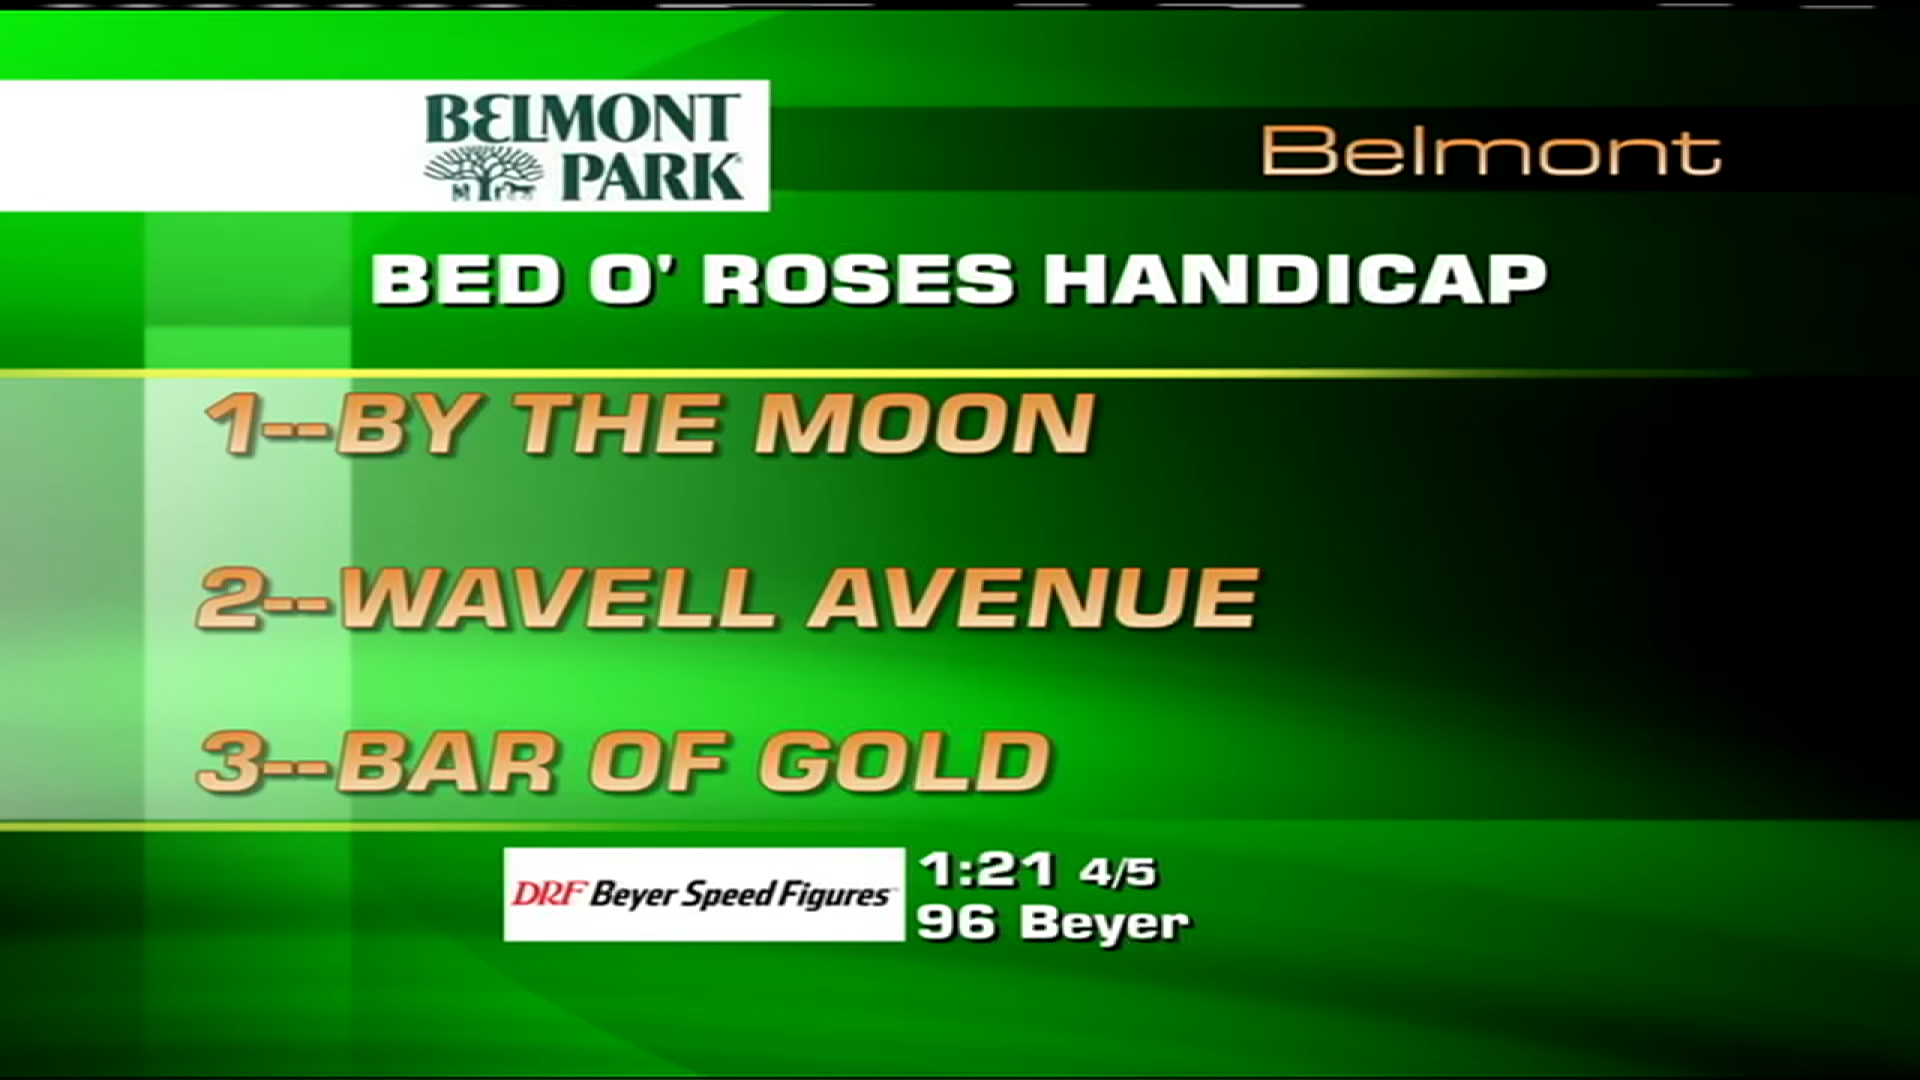 BELMONT
PARK
Belmont
BED O' ROSES HANDICAP
1--BY THE MOON
2--WAVELL AVENUE
3--BAR OF GOLD
DRF Beyer Speed Figures
1:21 4/5
96 Beyer